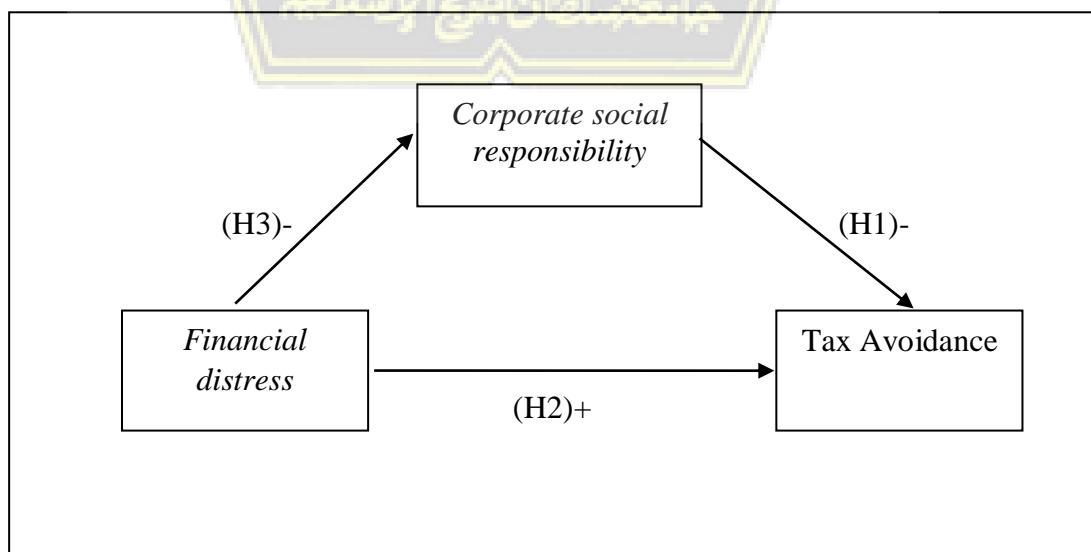 Corporate social
responsibility
(H3)-
(H1)-
Financial
distress
Tax Avoidance
(H2)+